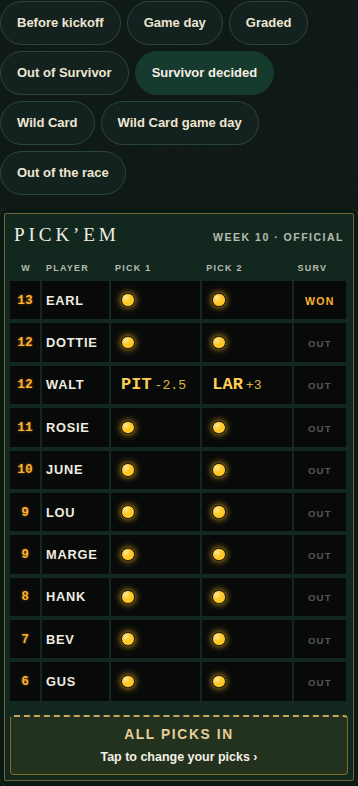 Before kickoff Game day Graded
Out of Survivor Survivor decided
Wild Card Wild Card game day
Out of the race
PICK’EM WEEK 10 · OFFICIAL
W PLAYER PICK 1 PICK 2 SURV
13 EARL WON
12 DOTTIE OUT
12 WALT PIT -2.5 LAR +3 OUT
11 ROSIE OUT
10 JUNE OUT
9 LOU OUT
9 MARGE OUT
8 HANK OUT
7 BEV OUT
6 GUS OUT
ALL PICKS IN
Tap to change your picks ›